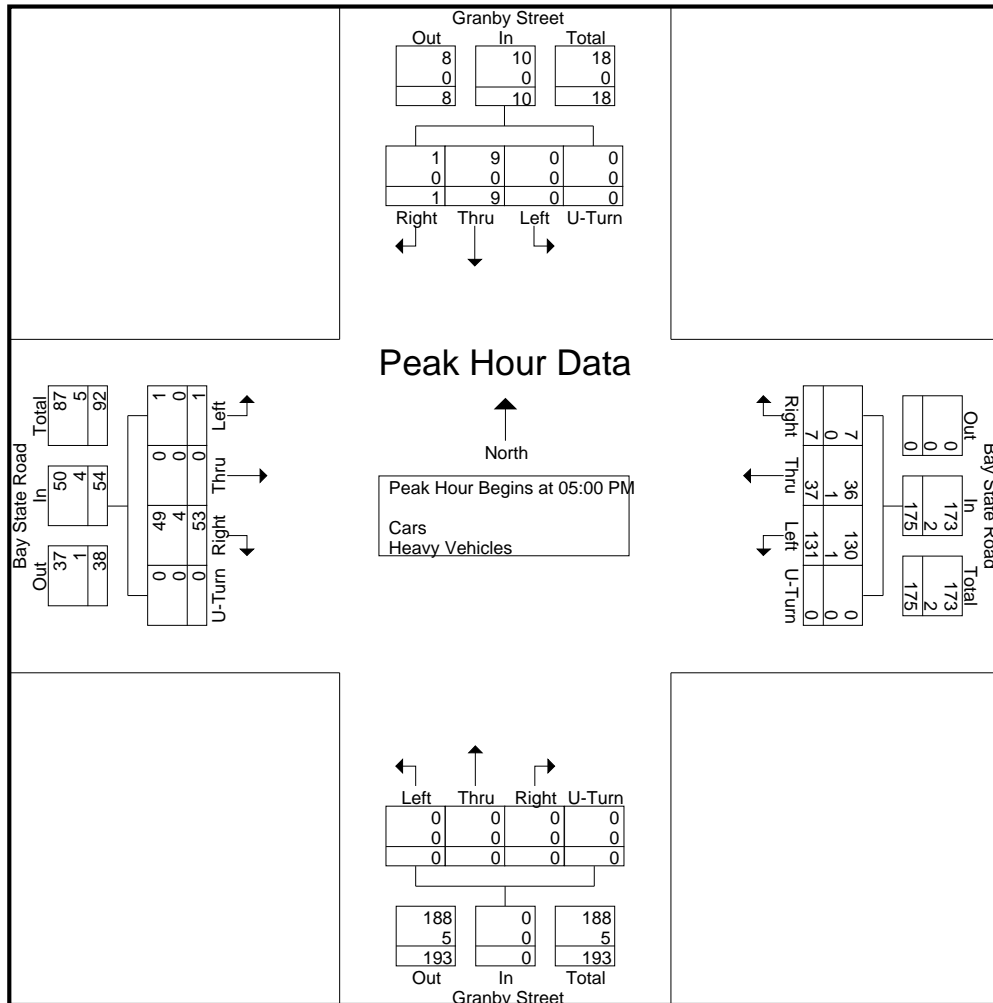 Granby Street
Out In Total
8 10 18
0 0 0
8 10 18
1 9 0 0
0 0 0 0
1 9 0 0
Right Thru Left U-Turn
Peak Hour Data
North
Peak Hour Begins at 05:00 PM
Cars
Heavy Vehicles
Bay State Road
Out In Total
37 50 87
1 4 5
38 54 92
0 49 0 1
0 4 0 0
0 53 0 1
U-Turn Right Thru Left
Bay State Road
Out In Total
0 173 173
0 2 2
0 175 175
7 36 130 0
0 1 1 0
7 37 131 0
Right Thru Left U-Turn
Left Thru Right U-Turn
0 0 0 0
0 0 0 0
0 0 0 0
188 0 188
5 0 5
193 0 193
Out In Total
Granby Street